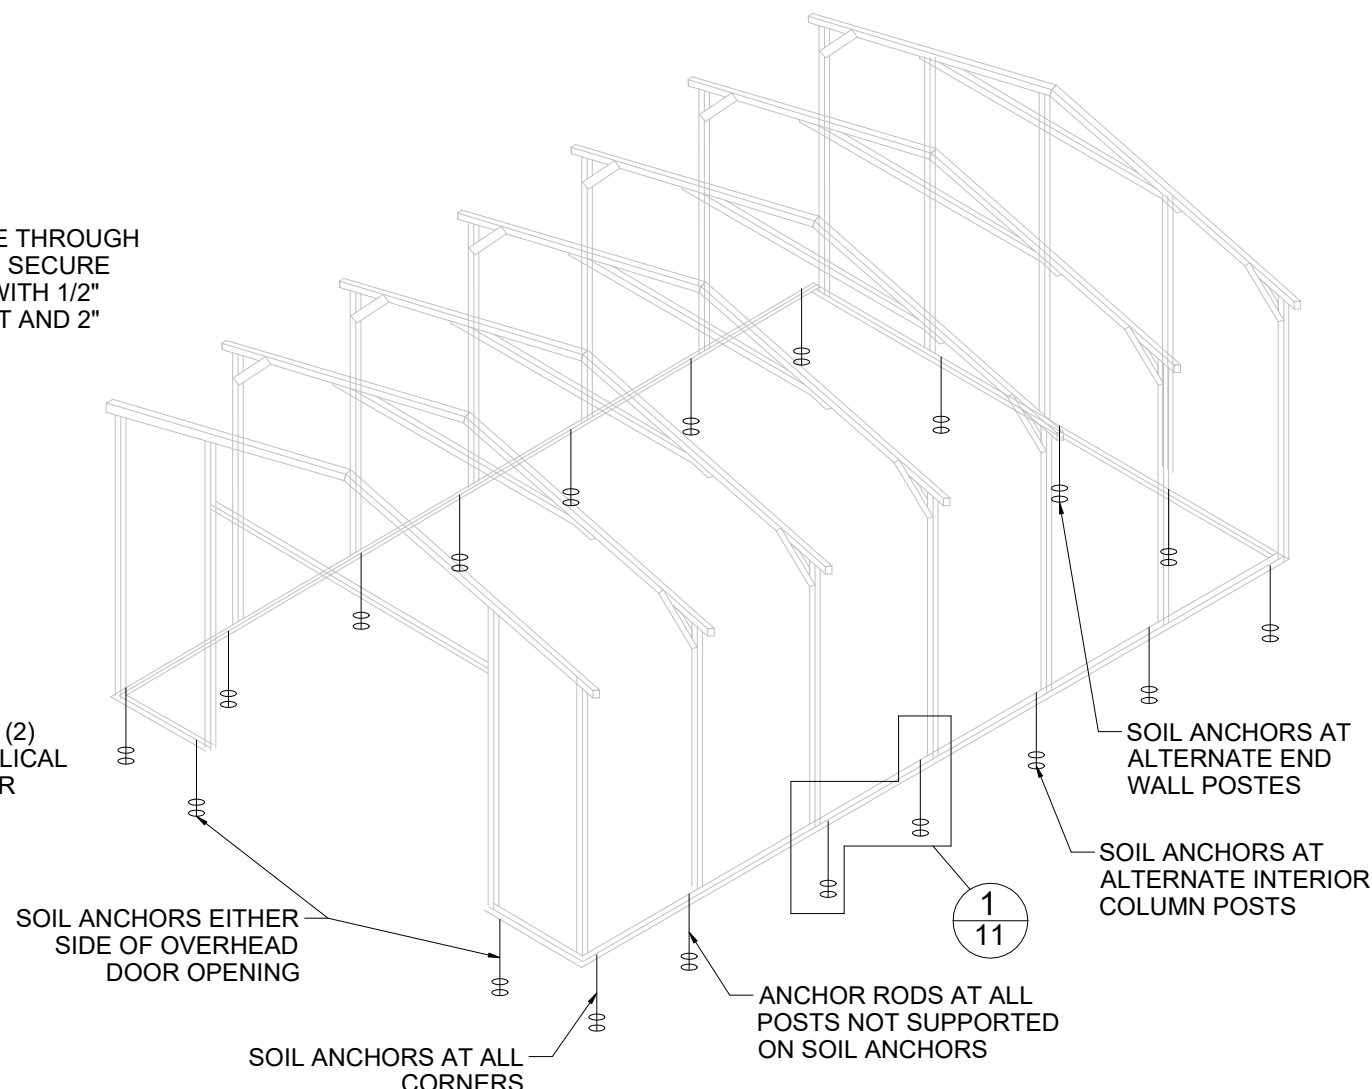 E THROUGH
SECURE
WITH 1/2"
T AND 2"
(2)
LICAL
R
SOIL ANCHORS AT
ALTERNATE END
WALL POSTES
SOIL ANCHORS AT
ALTERNATE INTERIOR
COLUMN POSTS
1
11
SOIL ANCHORS EITHER
SIDE OF OVERHEAD
DOOR OPENING
ANCHOR RODS AT ALL
POSTS NOT SUPPORTED
ON SOIL ANCHORS
SOIL ANCHORS AT ALL
CORNERS